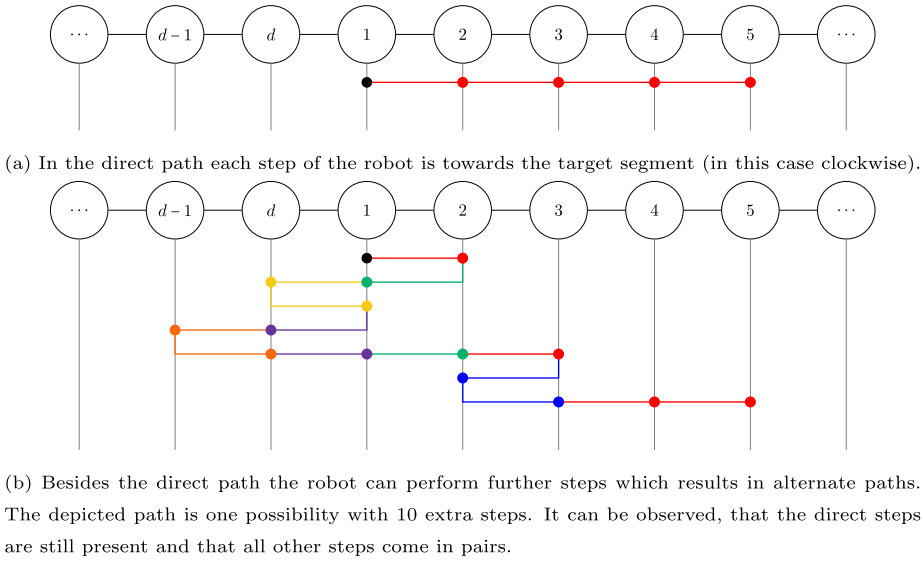 ⋯ d − 1 d 1 2 3 4 5 ⋯
(a) In the direct path each step of the robot is towards the target segment (in this case clockwise).
⋯ d − 1 d 1 2 3 4 5 ⋯
(b) Besides the direct path the robot can perform further steps which results in alternate paths.
The depicted path is one possibility with 10 extra steps. It can be observed, that the direct steps
are still present and that all other steps come in pairs.